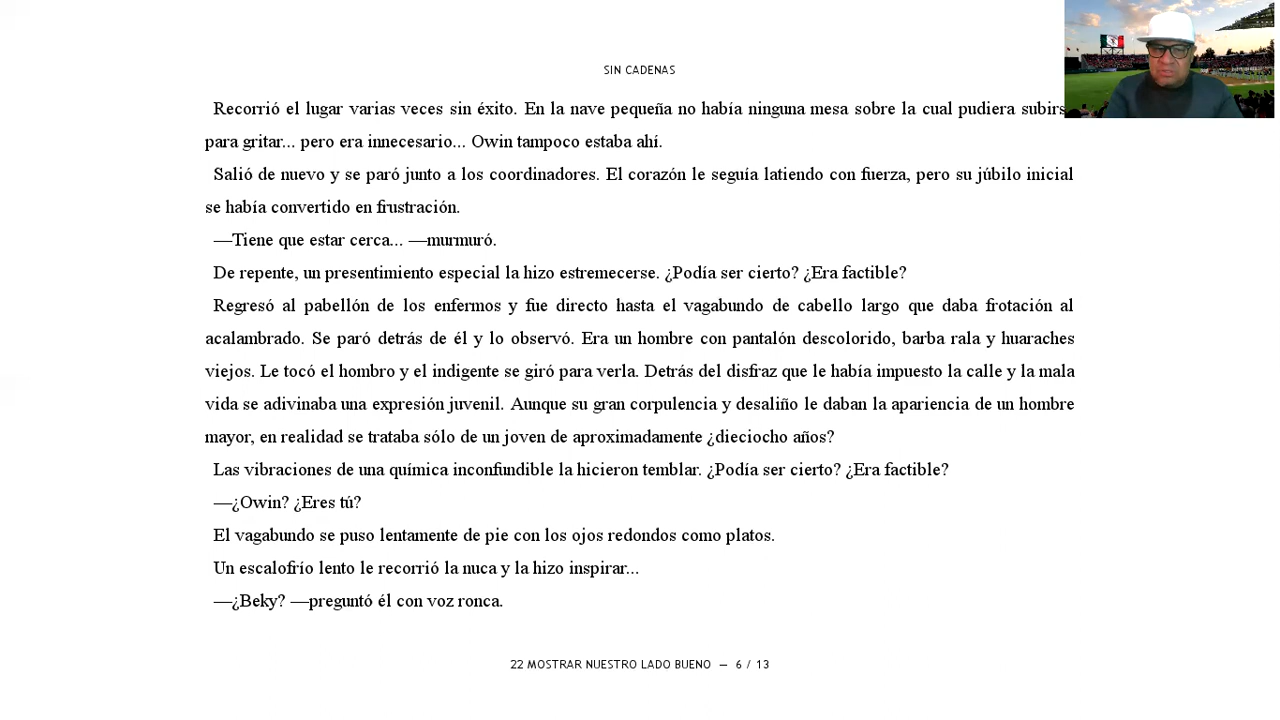 SIN CADENAS
Recorrió el lugar varias veces sin éxito. En la nave pequeña no había ninguna mesa sobre la cual pudiera
para gritar... pero era innecesario... Owin tampoco estaba ahí.
Salió de nuevo y se paró junto a los coordinadores. El corazón le seguía latiendo con fuerza, pero su júbilo inicial
se había convertido en frustración.
—Tiene que estar cerca... —murmuró.
De repente, un presentimiento especial la hizo estremecerse. ¿Podía ser cierto? ¿Era factible?
Regresó al pabellón de los enfermos y fue directo hasta el vagabundo de cabello largo que daba frotación al
acalambrado. Se paró detrás de él y lo observó. Era un hombre con pantalón descolorido, barba rala y huaraches
viejos. Le tocó el hombro y el indigente se giró para verla. Detrás del disfraz que le había impuesto la calle y la mala
vida se adivinaba una expresión juvenil. Aunque su gran corpulencia y desaliño le daban la apariencia de un hombre
mayor, en realidad se trataba sólo de un joven de aproximadamente ¿dieciocho años?
Las vibraciones de una química inconfundible la hicieron temblar. ¿Podía ser cierto? ¿Era factible?
—¿Owin? ¿Eres tú?
El vagabundo se puso lentamente de pie con los ojos redondos como platos.
Un escalofrío lento le recorrió la nuca y la hizo inspirar...
—¿Beky? —preguntó él con voz ronca.
22 MOSTRAR NUESTRO LADO BUENO — 6 / 13